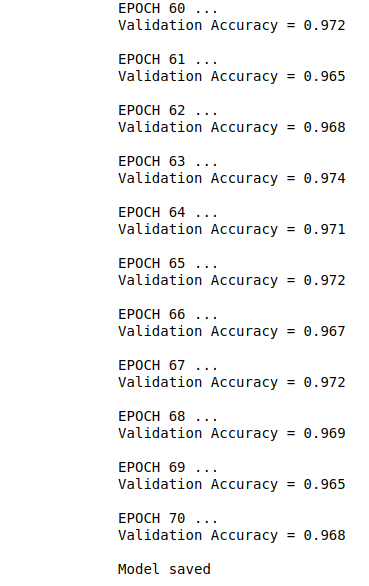 EPOCH 60 ...
Validation Accuracy = 0.972
EPOCH 61 ...
Validation Accuracy = 0.965
EPOCH 62 ...
Validation Accuracy = 0.968
EPOCH 63 ...
Validation Accuracy = 0.974
EPOCH 64 ...
Validation Accuracy = 0.971
EPOCH 65 ...
Validation Accuracy = 0.972
EPOCH 66 ...
Validation Accuracy = 0.967
EPOCH 67 ...
Validation Accuracy = 0.972
EPOCH 68 ...
Validation Accuracy = 0.969
EPOCH 69 ...
Validation Accuracy = 0.965
EPOCH 70 ...
Validation Accuracy = 0.968
Model saved